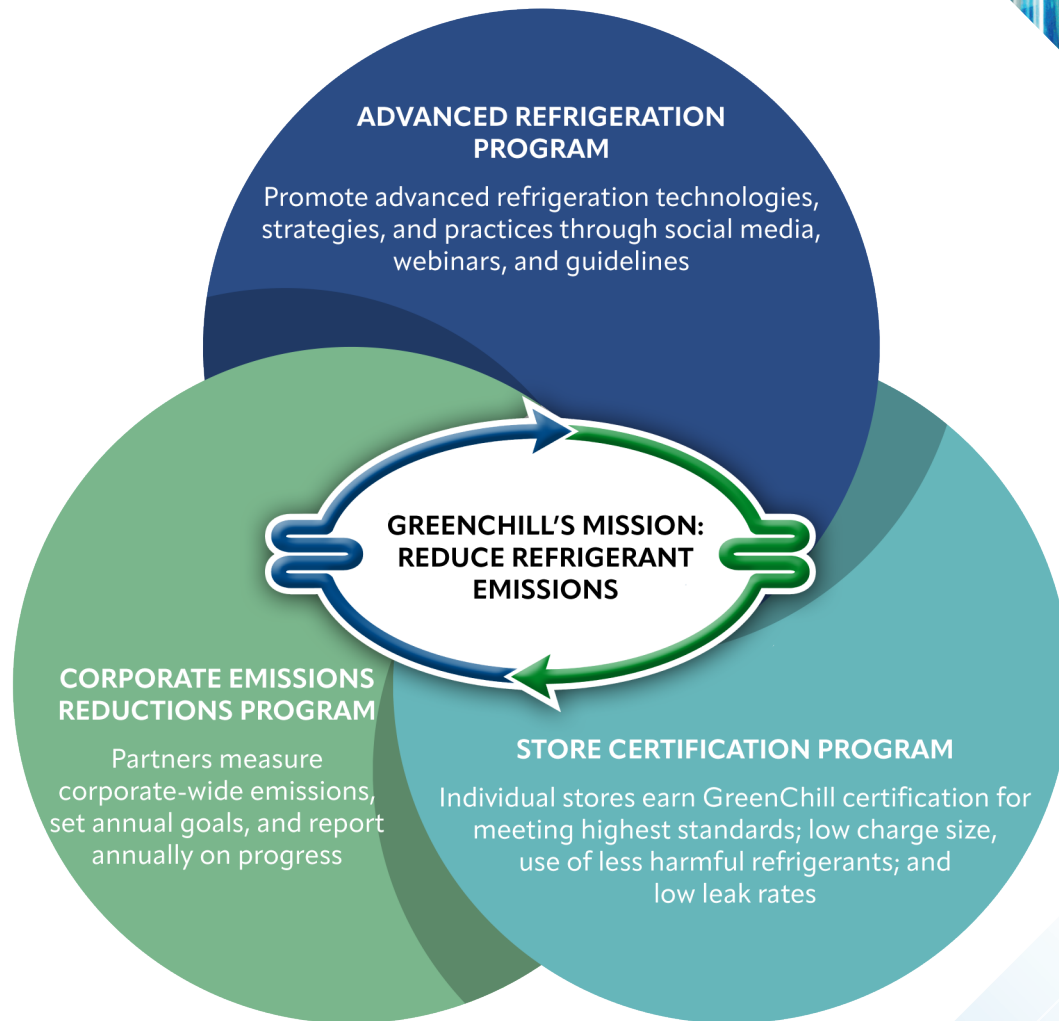 ADVANCED REFRIGERATION
PROGRAM
Promote advanced refrigeration technologies,
strategies, and practices through social media,
webinars, and guidelines
GREENCHILL'S MISSION:
REDUCE REFRIGERANT
EMISSIONS
CORPORATE EMISSIONS
REDUCTIONS PROGRAM
Partners measure
corporate-wide emissions,
set annual goals, and report
annually on progress
STORE CERTIFICATION PROGRAM
Individual stores earn GreenChill certification for
meeting highest standards; low charge size,
use of less harmful refrigerants; and
low leak rates